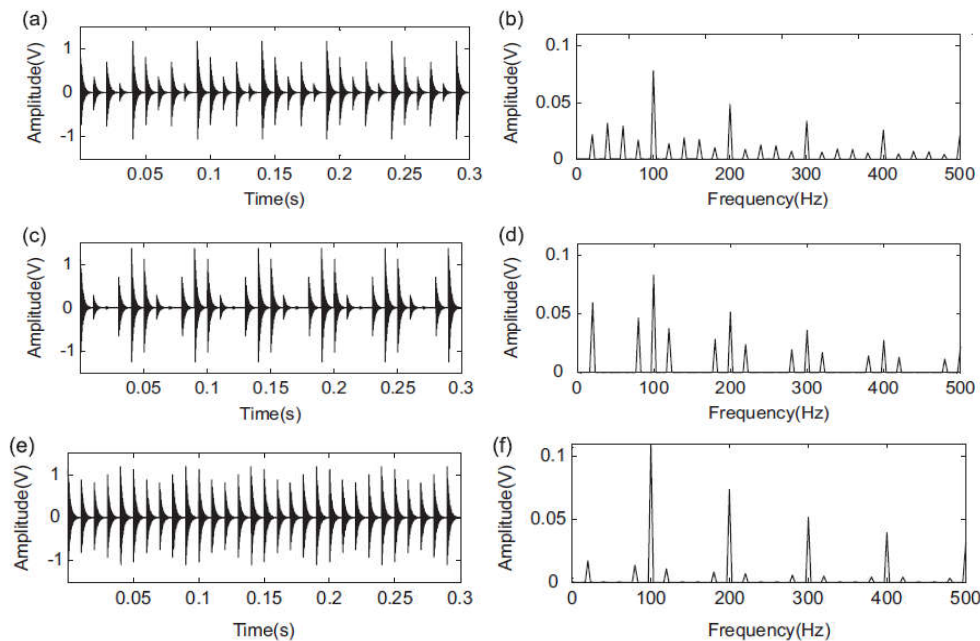 (a)
Amplitude(V)
1
0
-1
0.05 0.1 0.15 0.2 0.25 0.3
Time(s)
(b)
Amplitude(V)
0.1
0.05
0
0 100 200 300 400 500
Frequency(Hz)
(c)
Amplitude(V)
1
0
-1
0.05 0.1 0.15 0.2 0.25 0.3
Time(s)
(d)
Amplitude(V)
0.1
0.05
0
0 100 200 300 400 500
Frequency(Hz)
(e)
Amplitude(V)
1
0
-1
0.05 0.1 0.15 0.2 0.25 0.3
Time(s)
(f)
Amplitude(V)
0.1
0.05
0
0 100 200 300 400 500
Frequency(Hz)